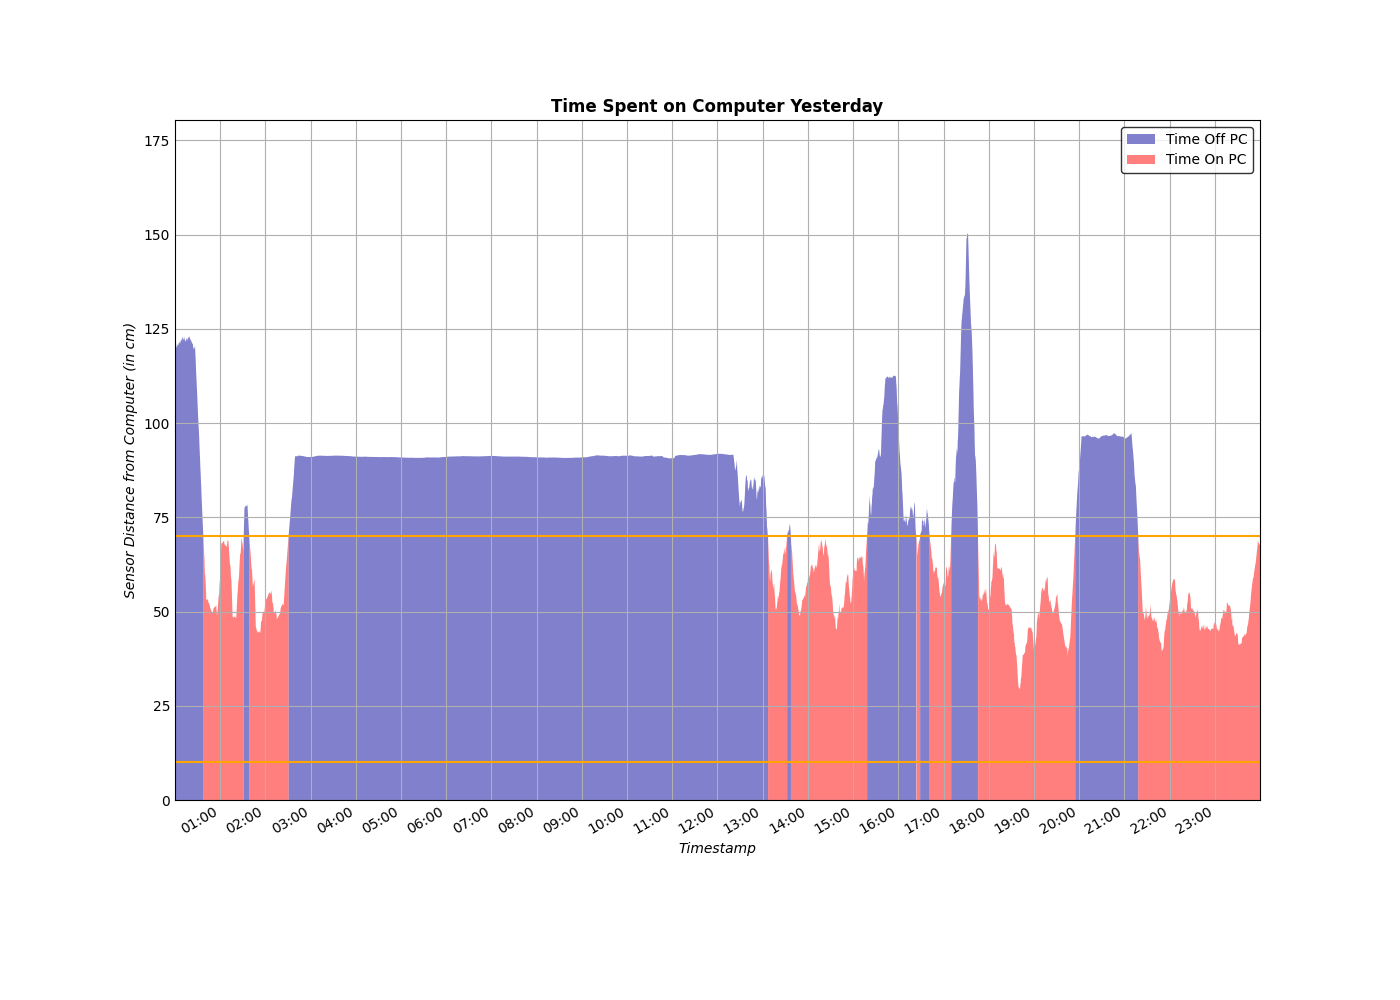 Time Spent on Computer Yesterday
Time Off PC
Time On PC
Sensor Distance from Computer (in cm)
175
150
125
100
75
50
25
0
01:00 02:00 03:00 04:00 05:00 06:00 07:00 08:00 09:00 10:00 11:00 12:00 13:00 14:00 15:00 16:00 17:00 18:00 19:00 20:00 21:00 22:00 23:00
Timestamp